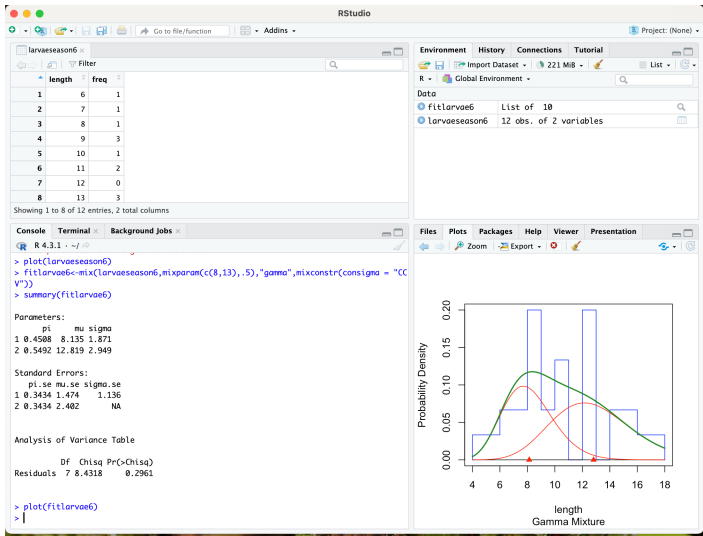 RStudio
Go to file/function
Addins
Project: (None)
larvaeseason6
Filter
length freq
1 6 1
2 7 1
3 8 1
4 9 3
5 10 1
6 11 2
7 12 0
8 13 3
Showing 1 to 8 of 12 entries, 2 total columns
Console Terminal Background Jobs
R 4.3.1 · ~/
> plot(larvaeseason6)
> fitlarvae6<-mix(larvaeseason6,mixparam(c(8,13),.5),"gamma",mixconstr(consigma = "CC
V"))
> summary(fitlarvae6)
Parameters:
pi mu sigma
1 0.4508 8.135 1.871
2 0.5492 12.819 2.949
Standard Errors:
pi.se mu.se sigma.se
1 0.3434 1.474 1.136
2 0.3434 2.402 NA
Analysis of Variance Table
Df Chisq Pr(>Chisq)
Residuals 7 8.4318 0.2961
> plot(fitlarvae6)
>
Environment History Connections Tutorial
Import Dataset 221 MiB List
R Global Environment
Data
fitlarvae6 List of 10
larvaeseason6 12 obs. of 2 variables
Files Plots Packages Help Viewer Presentation
Zoom Export
Probability Density
0.20
0.15
0.10
0.05
0.00
4 6 8 10 12 14 16 18
length
Gamma Mixture